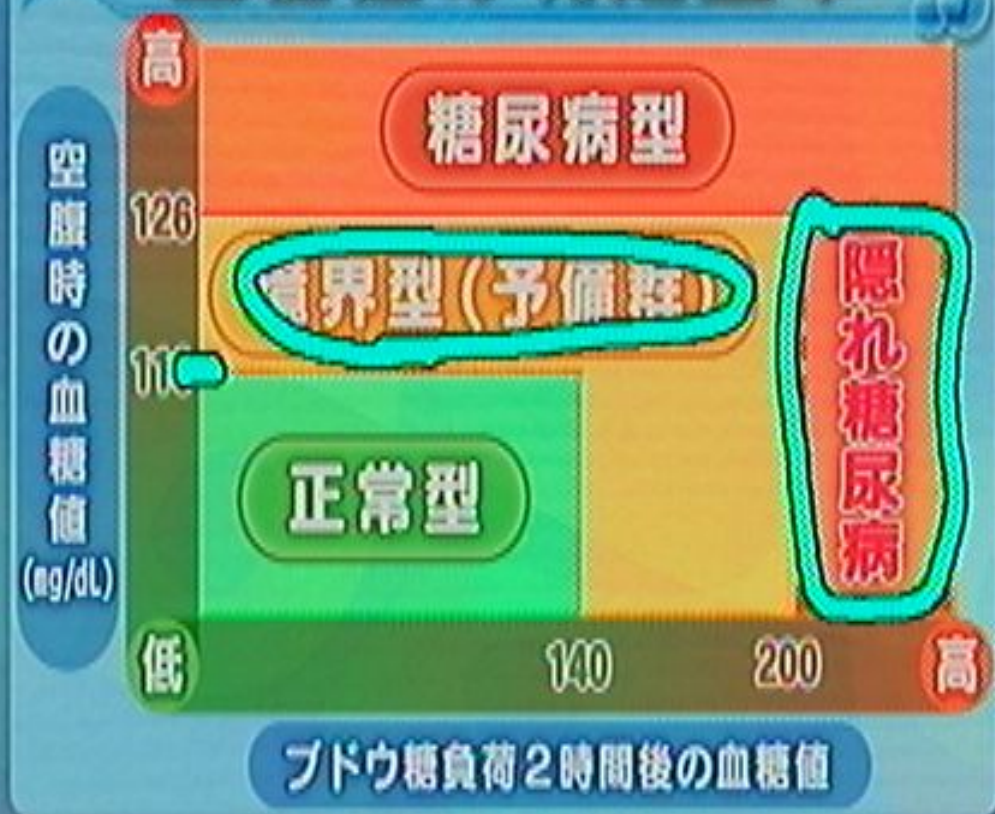 高
糖尿病型
空腹時の血糖値
(mg/dL)
126
界型(予備群)
隠れ糖尿病
110
正常型
低
140
200
高
ブドウ糖負荷2時間後の血糖値